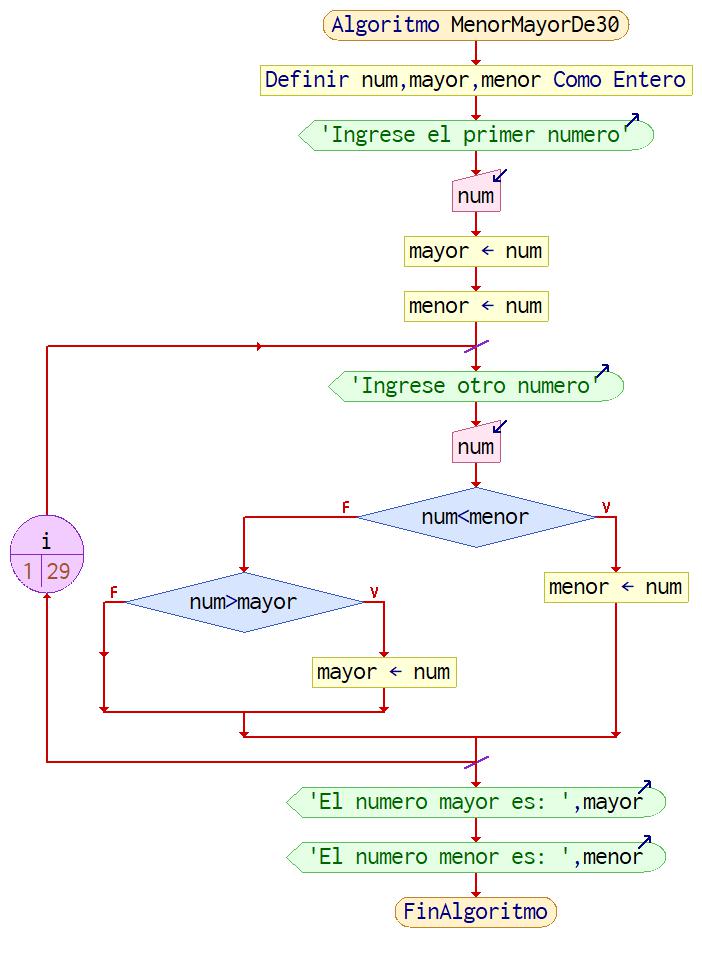 Algoritmo MenorMayorDe30
Definir num,mayor,menor Como Entero
'Ingrese el primer numero'
num
mayor ← num
menor ← num
'Ingrese otro numero'
num
num<menor
F
V
i
1 29
menor ← num
num>mayor
F
V
mayor ← num
'El numero mayor es: ',mayor
'El numero menor es: ',menor
FinAlgoritmo